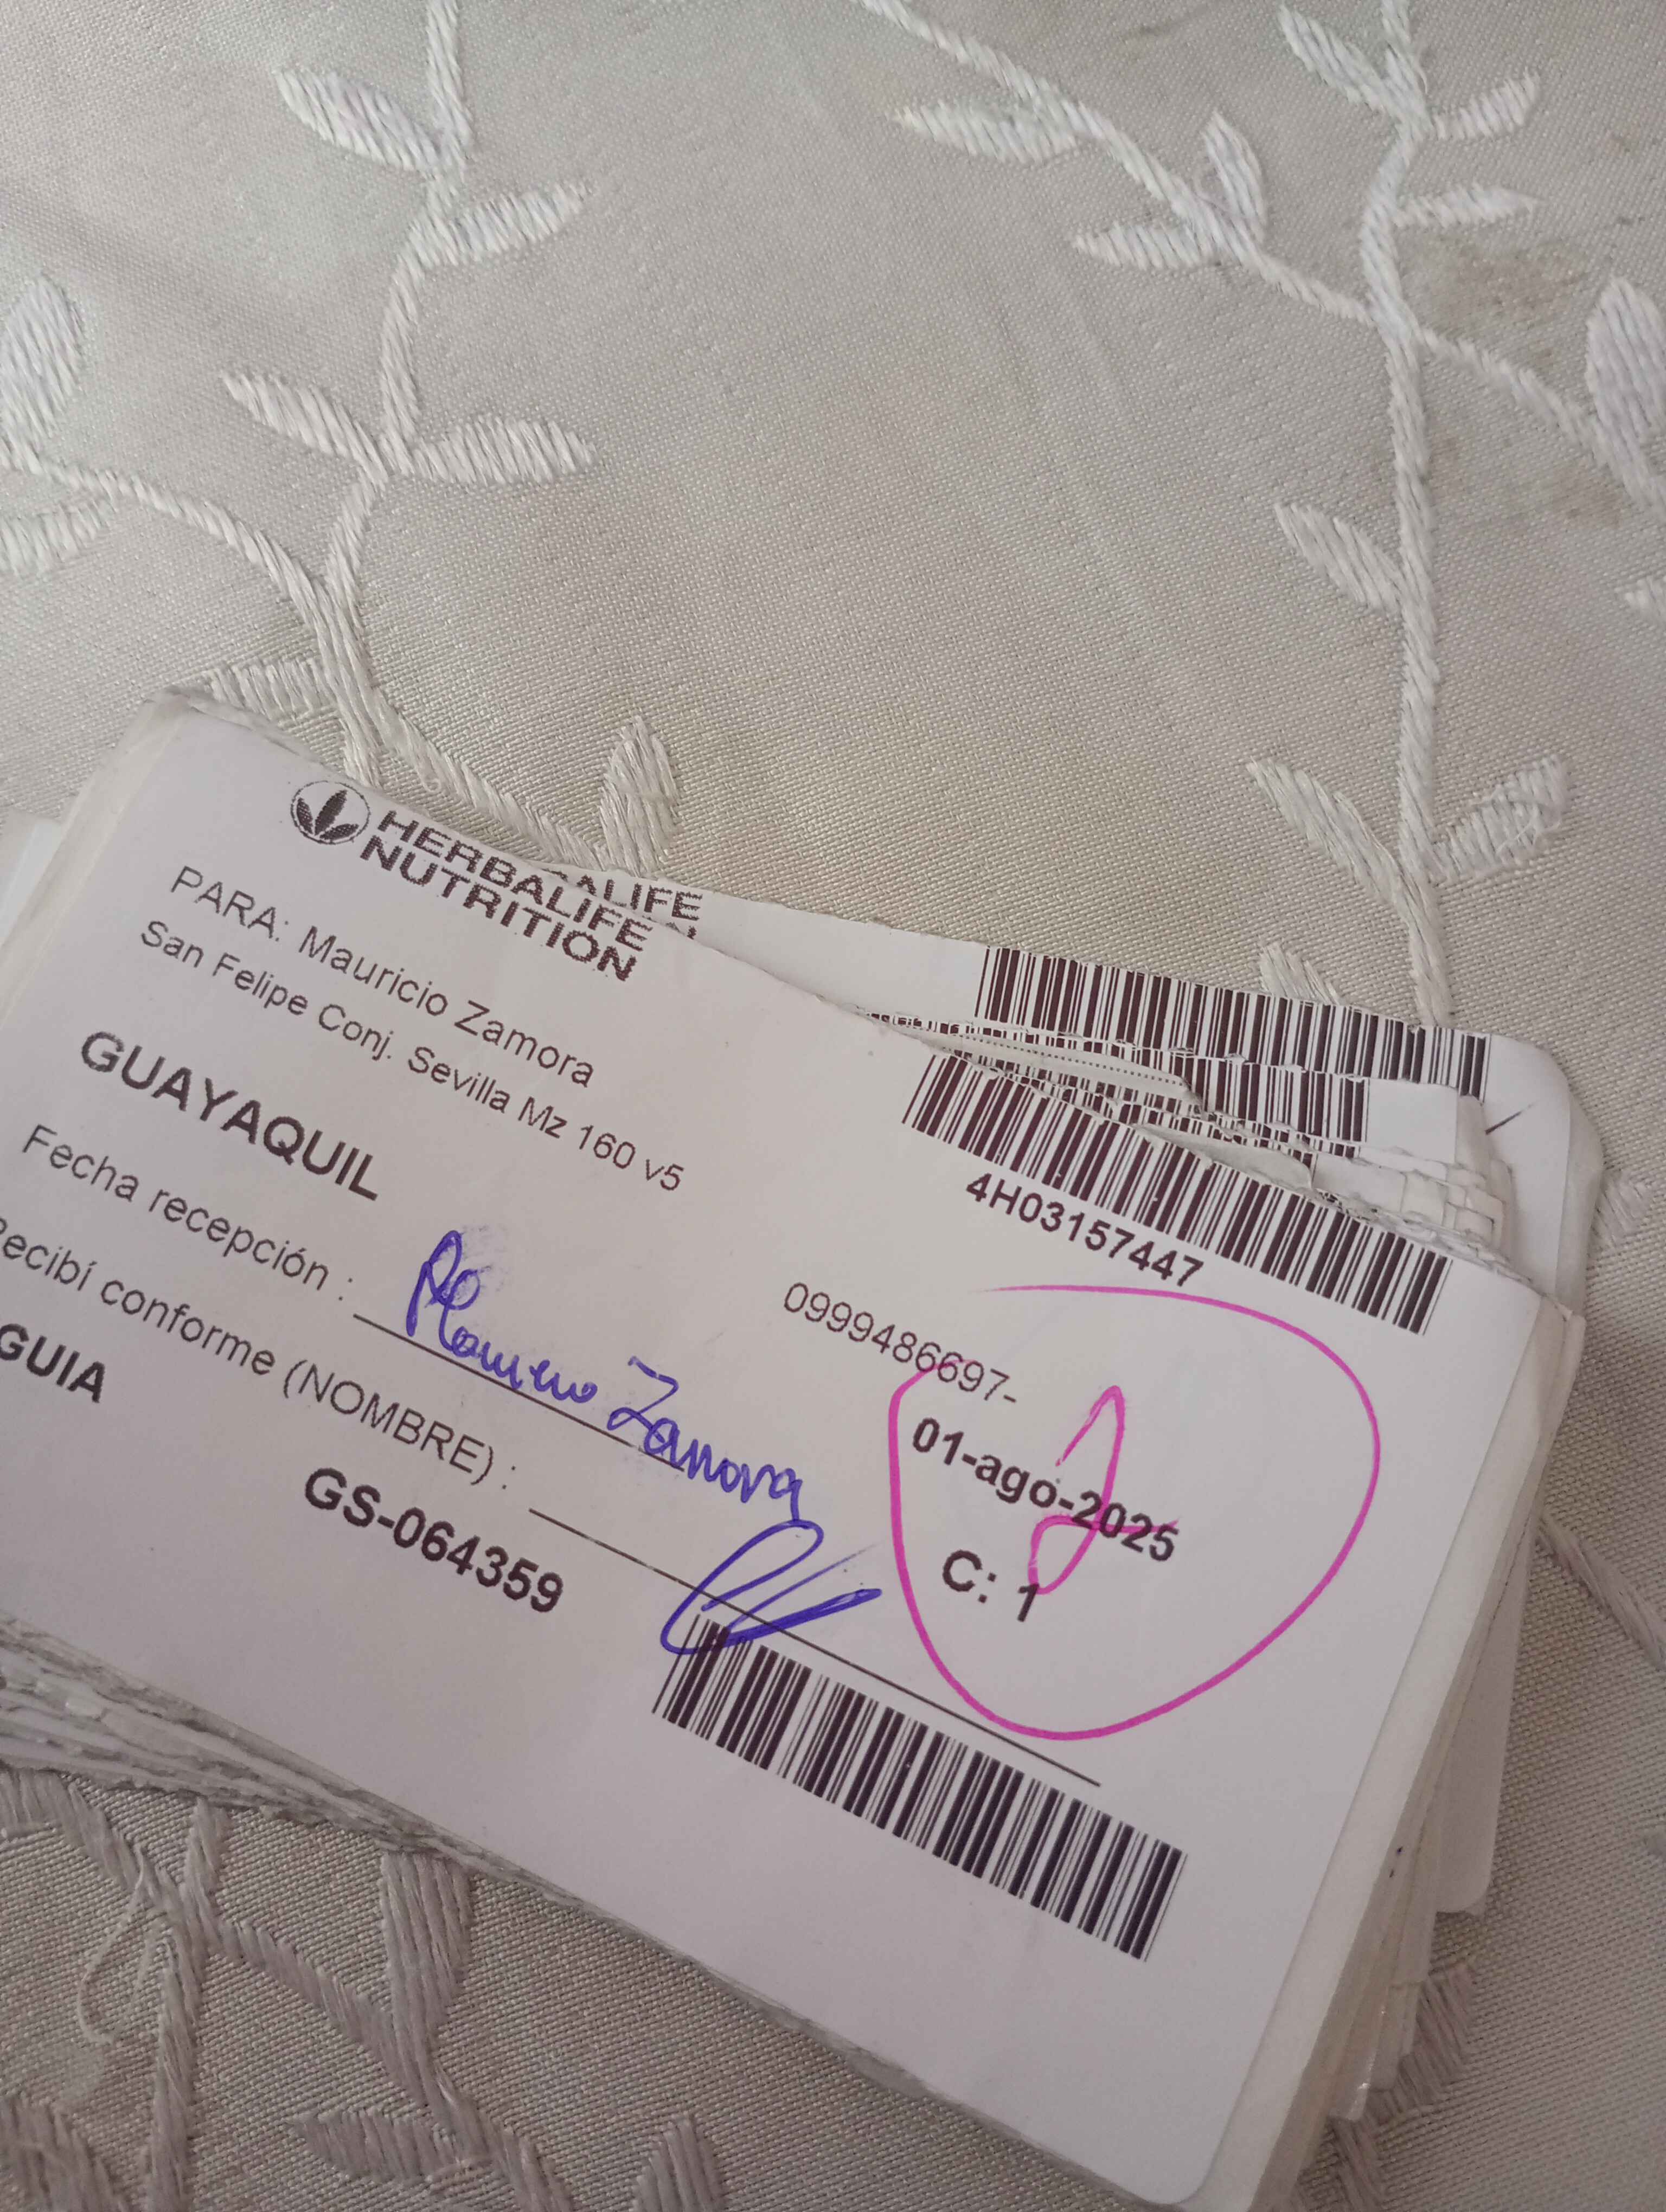 HERBALIFE
NUTRITION
ALIFE
PARA: Mauricio Zamora
San Felipe Conj. Sevilla Mz 160 v5
GUAYAQUIL
4H03157447
0999486697-
Fecha recepción :
Zamora
01-ago-2025
C: 1
Recibí conforme (NOMBRE) :
GUIA
GS-064359